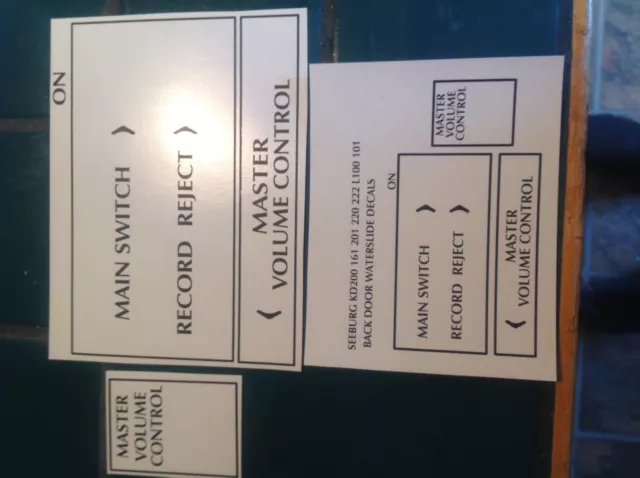 ON
MAIN SWITCH >
RECORD REJECT >
MASTER
< VOLUME CONTROL
MASTER
VOLUME
CONTROL
SEEBURG KD200 161 201 220 222 L100 101
BACK DOOR WATERSLIDE DECALS
ON
MAIN SWITCH >
RECORD REJECT >
MASTER
< VOLUME CONTROL
MASTER
VOLUME
CONTROL